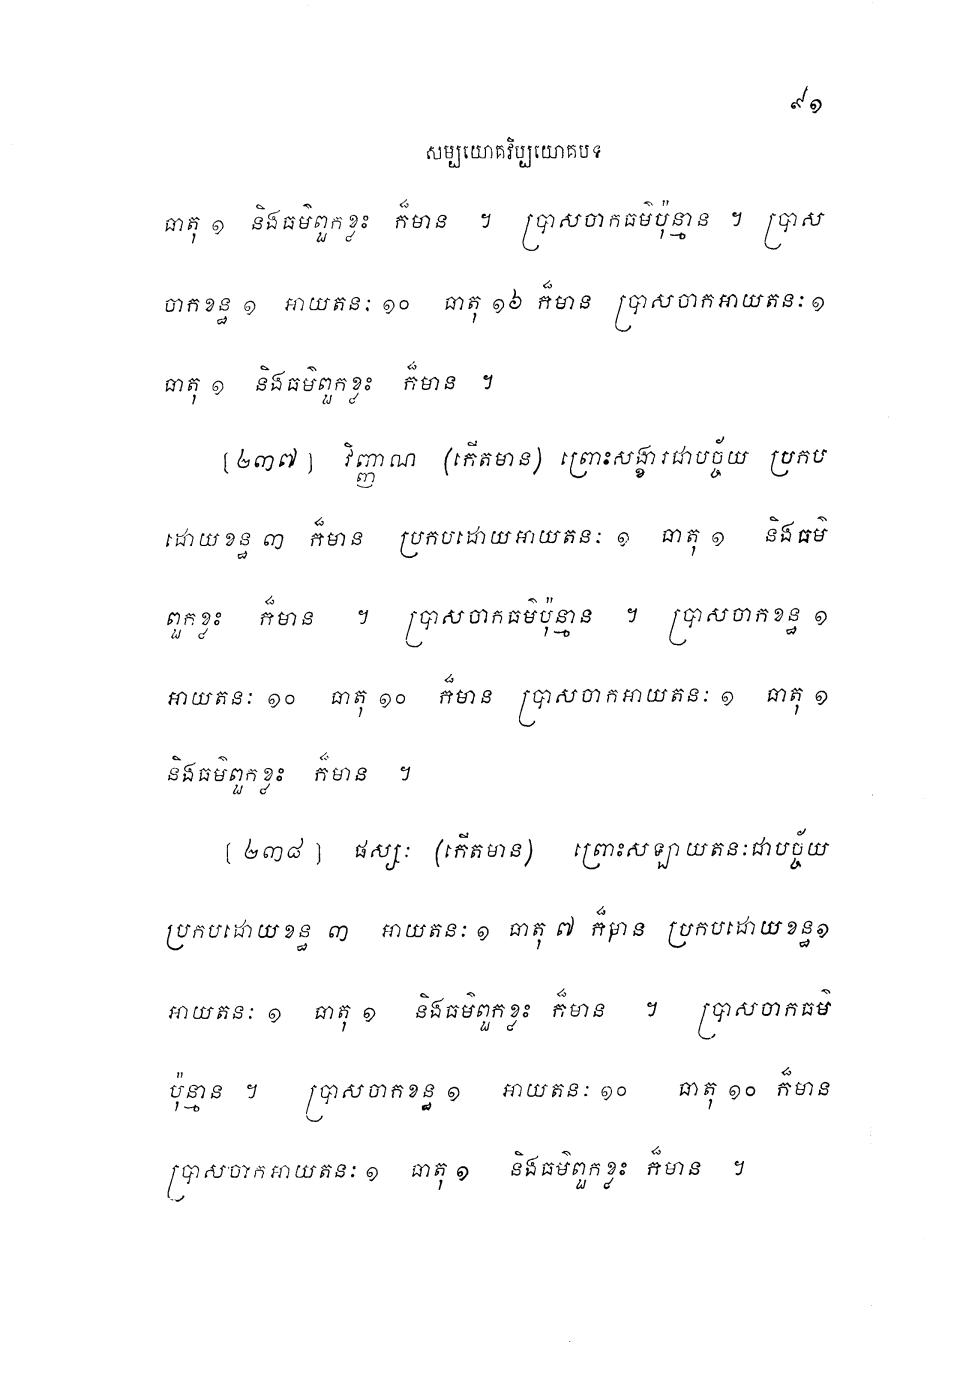 ៩១
សម្បយោគវិប្បយោគបទ
ធាតុ ១ និងធម៌ពួកខ្លះ ក៏មាន ។ ប្រាសចាកធម៌ប៉ុន្មាន ។ ប្រាស
ចាកខន្ធ ១ អាយតនៈ ១០ ធាតុ ១៦ ក៏មាន ប្រាសចាកអាយតនៈ ១
ធាតុ ១ និងធម៌ពួកខ្លះ ក៏មាន ។
[២៣៧] វិញ្ញាណ (កើតមាន) ព្រោះសង្ខារជាបច្ច័យ ប្រកប
ដោយខន្ធ ៣ ក៏មាន ប្រកបដោយអាយតនៈ ១ ធាតុ ១ និងធម៌
ពួកខ្លះ ក៏មាន ។ ប្រាសចាកធម៌ប៉ុន្មាន ។ ប្រាសចាកខន្ធ ១
អាយតនៈ ១០ ធាតុ ១០ ក៏មាន ប្រាសចាកអាយតនៈ ១ ធាតុ ១
និងធម៌ពួកខ្លះ ក៏មាន ។
[២៣៨] ផស្សៈ (កើតមាន) ព្រោះសឡាយតនៈជាបច្ច័យ
ប្រកបដោយខន្ធ ៣ អាយតនៈ ១ ធាតុ ៧ ក៏មាន ប្រកបដោយខន្ធ១
អាយតនៈ ១ ធាតុ ១ និងធម៌ពួកខ្លះ ក៏មាន ។ ប្រាសចាកធម៌
ប៉ុន្មាន ។ ប្រាសចាកខន្ធ ១ អាយតនៈ ១០ ធាតុ ១០ ក៏មាន
ប្រាសចាកអាយតនៈ ១ ធាតុ ១ និងធម៌ពួកខ្លះ ក៏មាន ។